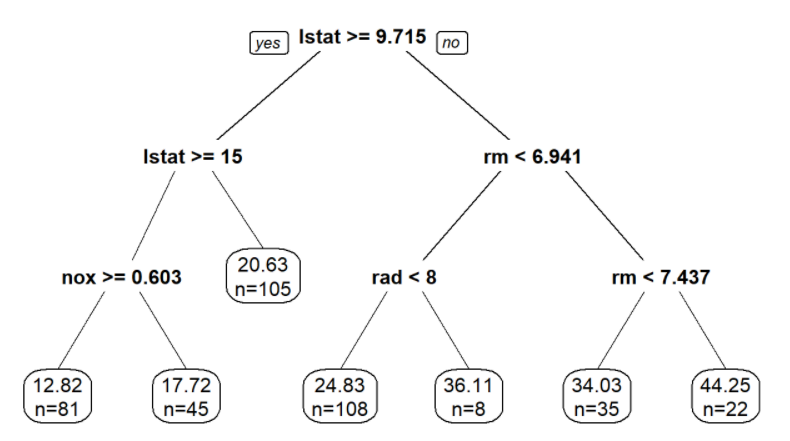 yes lstat >= 9.715 no
lstat >= 15 rm < 6.941
nox >= 0.603 20.63 n=105 rad < 8 rm < 7.437
12.82 17.72 24.83 36.11 34.03 44.25
n=81 n=45 n=108 n=8 n=35 n=22